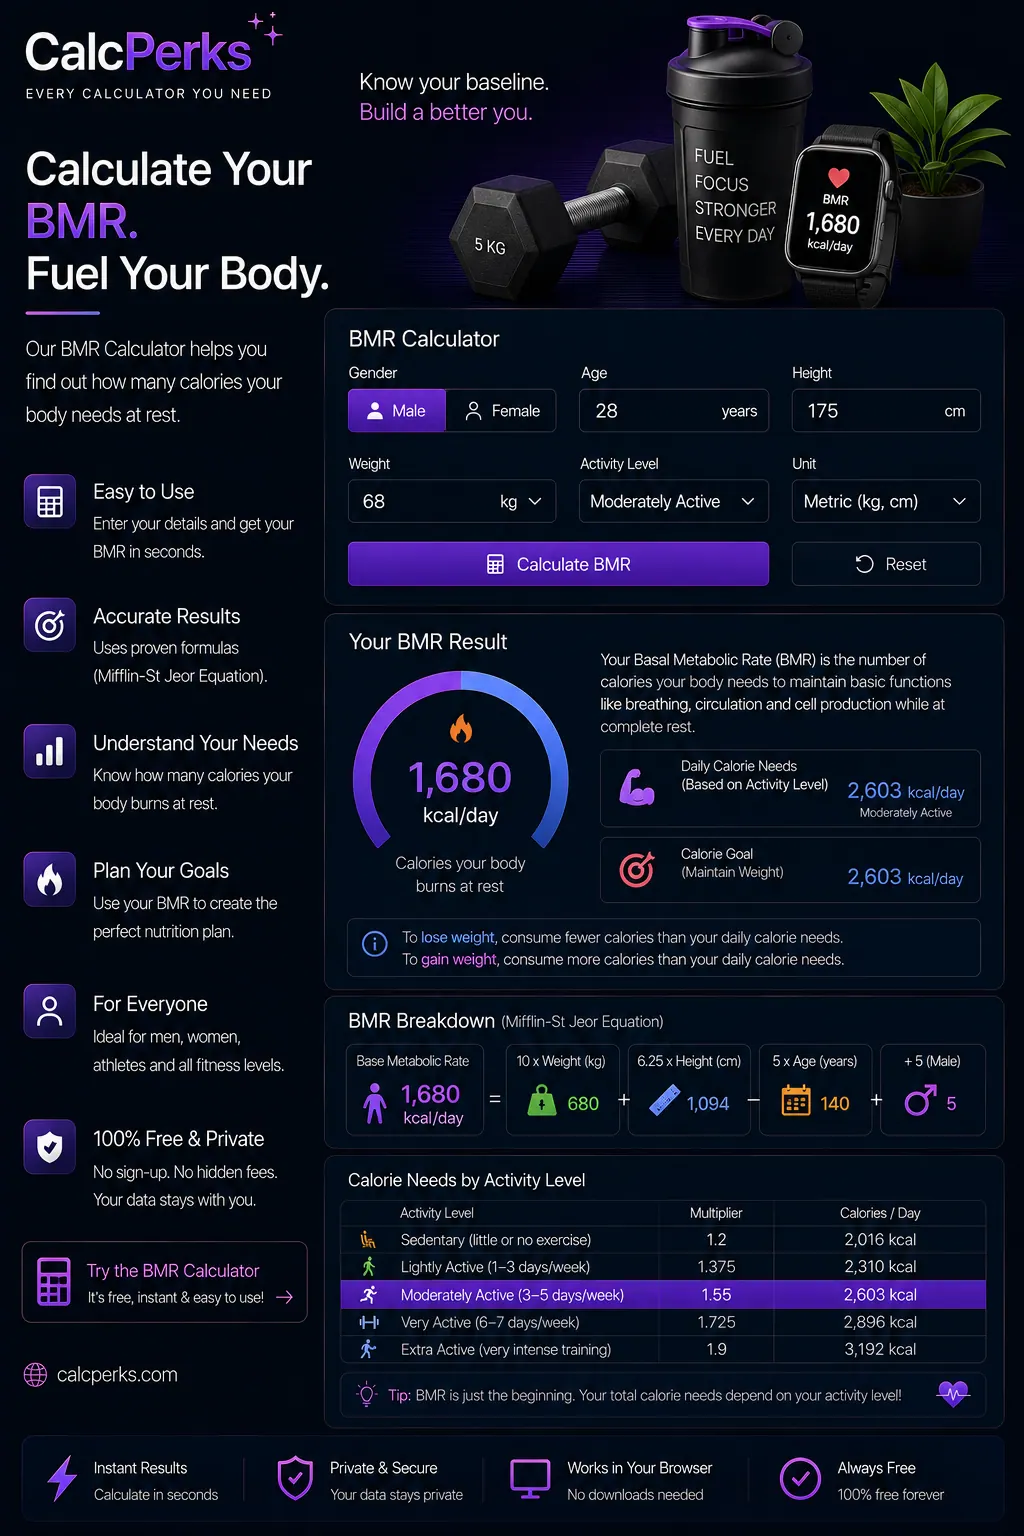 CalcPerks
EVERY CALCULATOR YOU NEED
Know your baseline.
Build a better you.
Calculate Your
BMR.
Fuel Your Body.
5 KG
FUEL
FOCUS
STRONGER
EVERY DAY
BMR
1,680
kcal/day
Our BMR Calculator helps you
find out how many calories your
body needs at rest.
Easy to Use
Enter your details and get your
BMR in seconds.
Accurate Results
Uses proven formulas
(Mifflin-St Jeor Equation).
Understand Your Needs
Know how many calories your
body burns at rest.
Plan Your Goals
Use your BMR to create the
perfect nutrition plan.
For Everyone
Ideal for men, women,
athletes and all fitness levels.
100% Free & Private
No sign-up. No hidden fees.
Your data stays with you.
Try the BMR Calculator
It's free, instant & easy to use! →
calcperks.com
BMR Calculator
Gender Age Height
Male Female 28 years 175 cm
Weight Activity Level Unit
68 kg Moderately Active Metric (kg, cm)
Calculate BMR Reset
Your BMR Result
1,680
kcal/day
Calories your body
burns at rest
Your Basal Metabolic Rate (BMR) is the number of
calories your body needs to maintain basic functions
like breathing, circulation and cell production while at
complete rest.
Daily Calorie Needs
(Based on Activity Level)
2,603 kcal/day
Moderately Active
Calorie Goal
(Maintain Weight)
2,603 kcal/day
To lose weight, consume fewer calories than your daily calorie needs.
To gain weight, consume more calories than your daily calorie needs.
BMR Breakdown (Mifflin-St Jeor Equation)
Base Metabolic Rate 10 x Weight (kg) 6.25 x Height (cm) 5 x Age (years) + 5 (Male)
1,680 kcal/day = 680 + 1,094 − 140 + 5
Calorie Needs by Activity Level
Activity Level Multiplier Calories / Day
Sedentary (little or no exercise) 1.2 2,016 kcal
Lightly Active (1–3 days/week) 1.375 2,310 kcal
Moderately Active (3–5 days/week) 1.55 2,603 kcal
Very Active (6–7 days/week) 1.725 2,896 kcal
Extra Active (very intense training) 1.9 3,192 kcal
Tip: BMR is just the beginning. Your total calorie needs depend on your activity level!
Instant Results
Calculate in seconds
Private & Secure
Your data stays private
Works in Your Browser
No downloads needed
Always Free
100% free forever